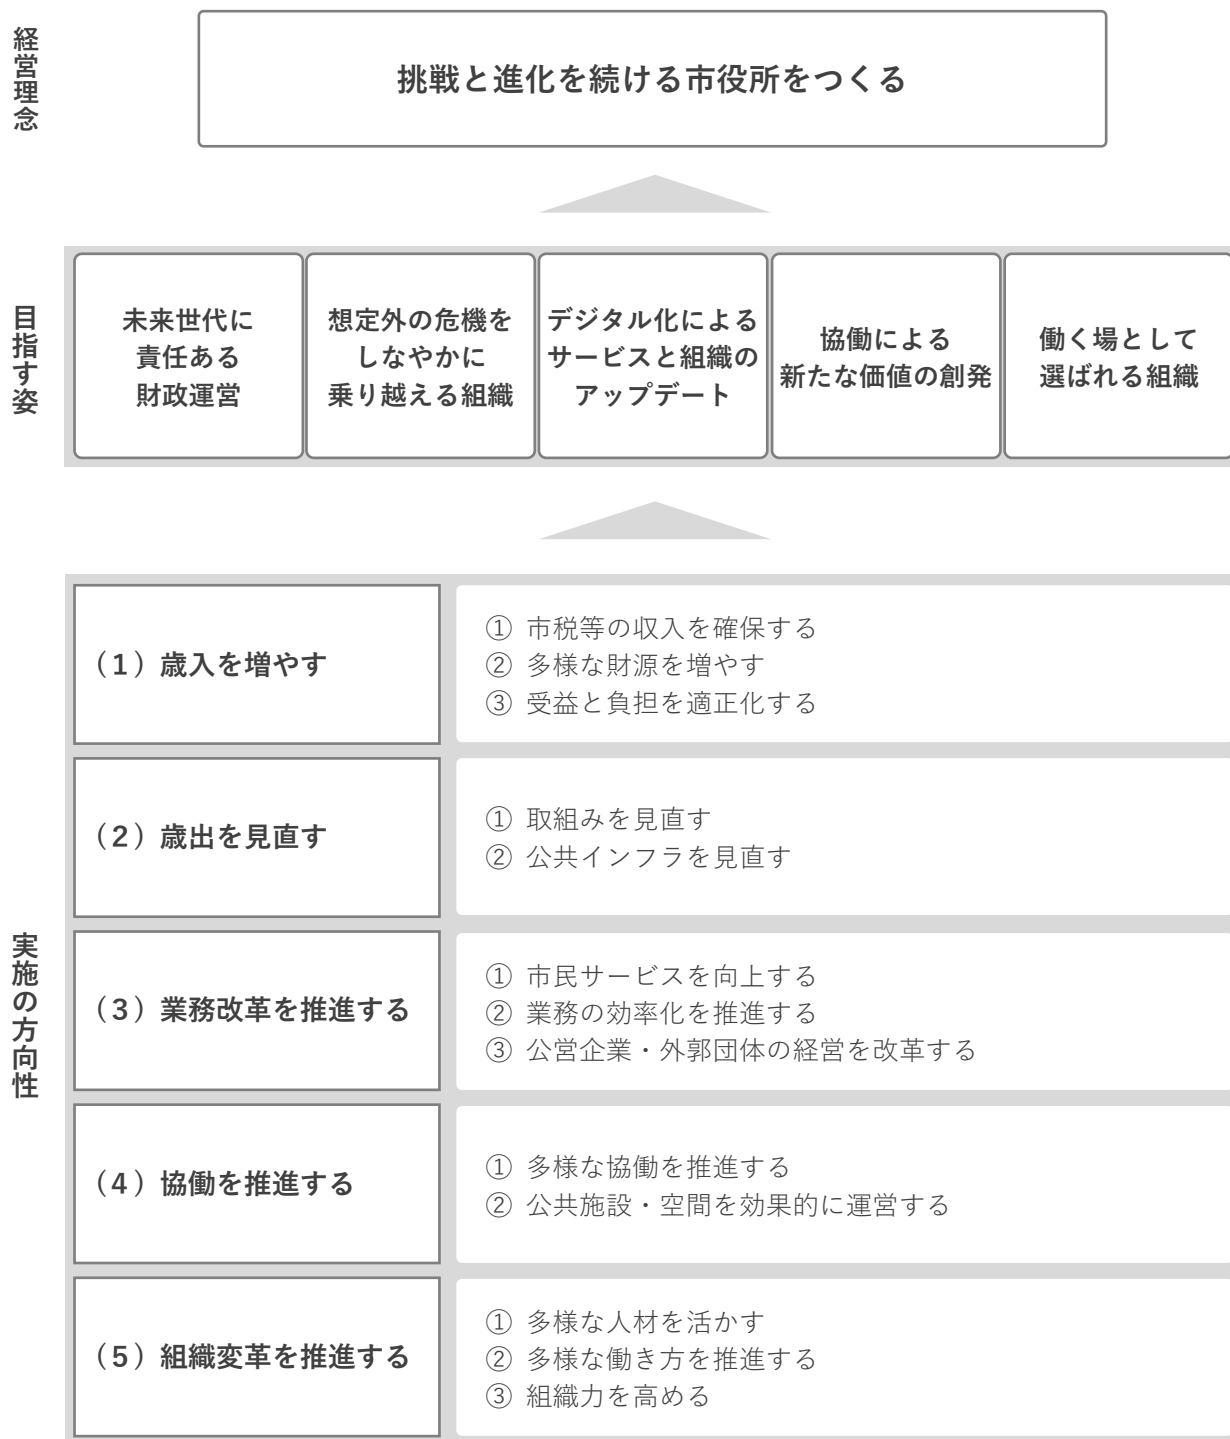 経営理念
挑戦と進化を続ける市役所をつくる
目指す姿
未来世代に
責任ある
財政運営
想定外の危機を
しなやかに
乗り越える組織
デジタル化による
サービスと組織の
アップデート
協働による
新たな価値の創発
働く場として
選ばれる組織
実施の方向性
（1）歳入を増やす
① 市税等の収入を確保する
② 多様な財源を増やす
③ 受益と負担を適正化する
（2）歳出を見直す
① 取組みを見直す
② 公共インフラを見直す
（3）業務改革を推進する
① 市民サービスを向上する
② 業務の効率化を推進する
③ 公営企業・外郭団体の経営を改革する
（4）協働を推進する
① 多様な協働を推進する
② 公共施設・空間を効果的に運営する
（5）組織変革を推進する
① 多様な人材を活かす
② 多様な働き方を推進する
③ 組織力を高める